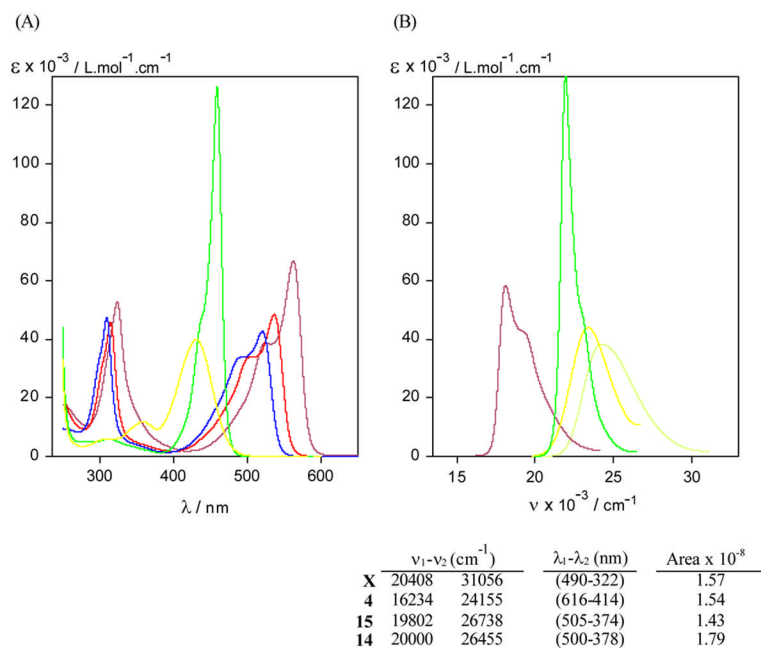 (A) (B)
ε x 10⁻³ / L.mol⁻¹.cm⁻¹ ε x 10⁻³ / L.mol⁻¹.cm⁻¹
120 120
100 100
80 80
60 60
40 40
20 20
0 0
300 400 500 600 15 20 25 30
λ / nm ν x 10⁻³ / cm⁻¹
ν₁-ν₂ (cm⁻¹) λ₁-λ₂ (nm) Area x 10⁻⁸
X 20408 31056 (490-322) 1.57
4 16234 24155 (616-414) 1.54
15 19802 26738 (505-374) 1.43
14 20000 26455 (500-378) 1.79